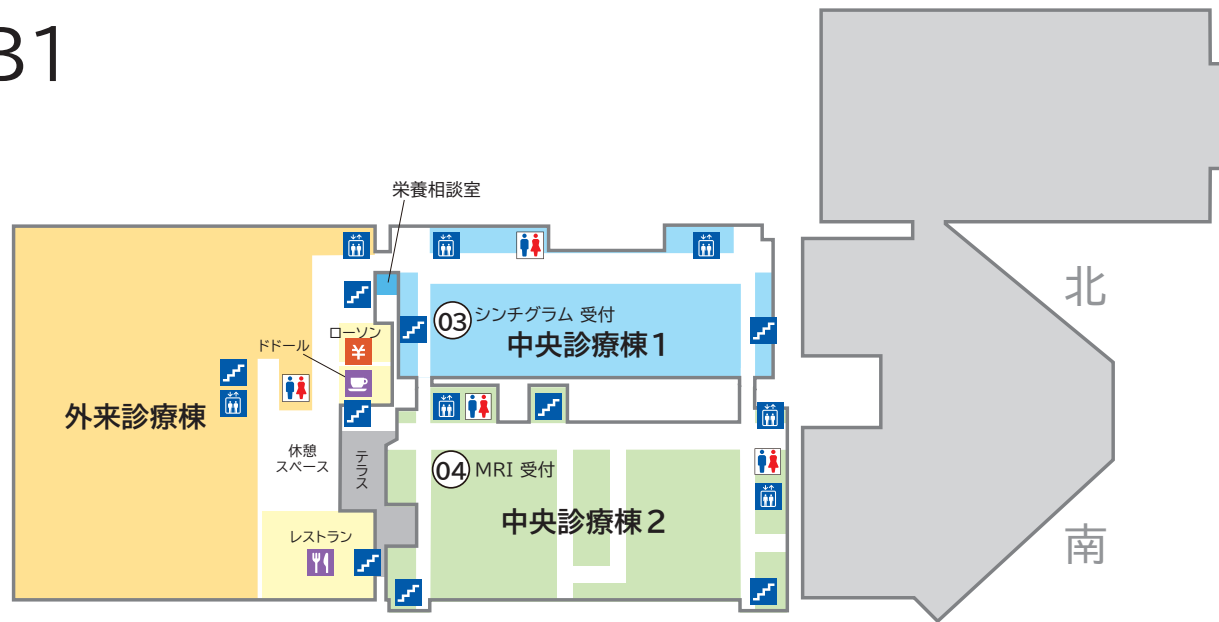 B1
栄養相談室
03 シンチグラム 受付
中央診療棟1
ローソン
¥
ドドール
外来診療棟
休憩
スペース
テラス
04 MRI 受付
中央診療棟2
レストラン
北
南